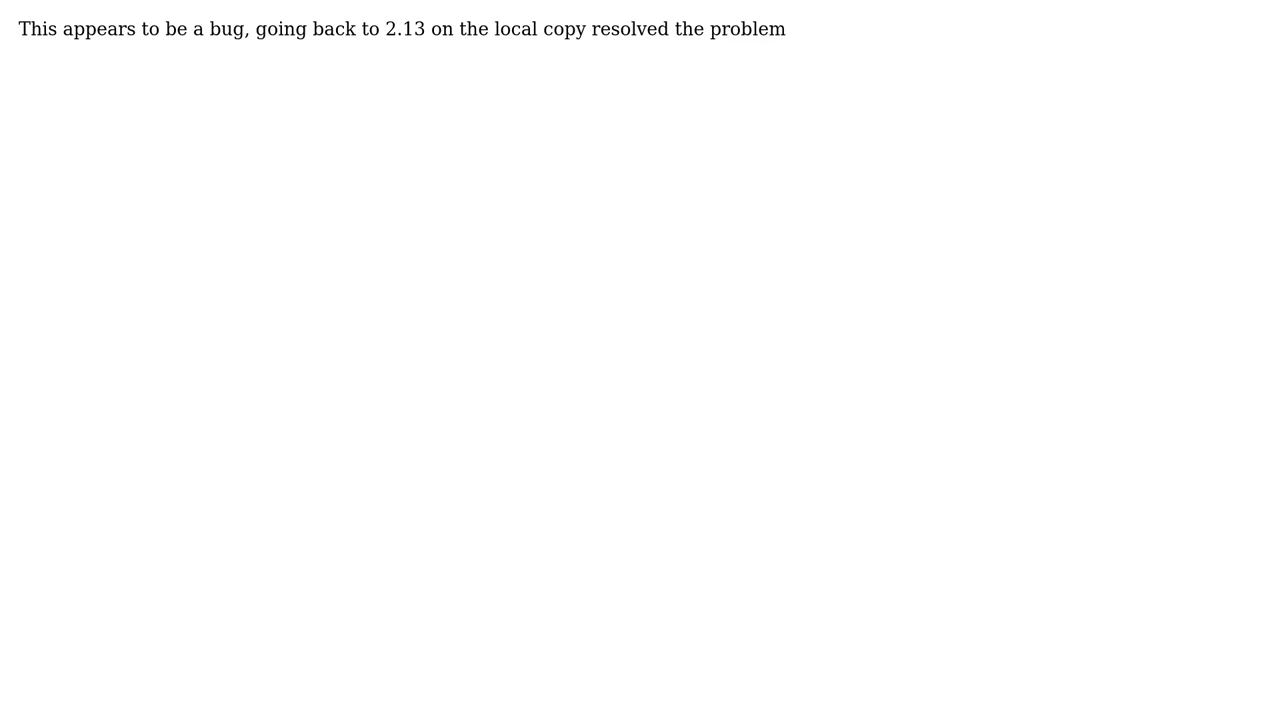 This appears to be a bug, going back to 2.13 on the local copy resolved the problem